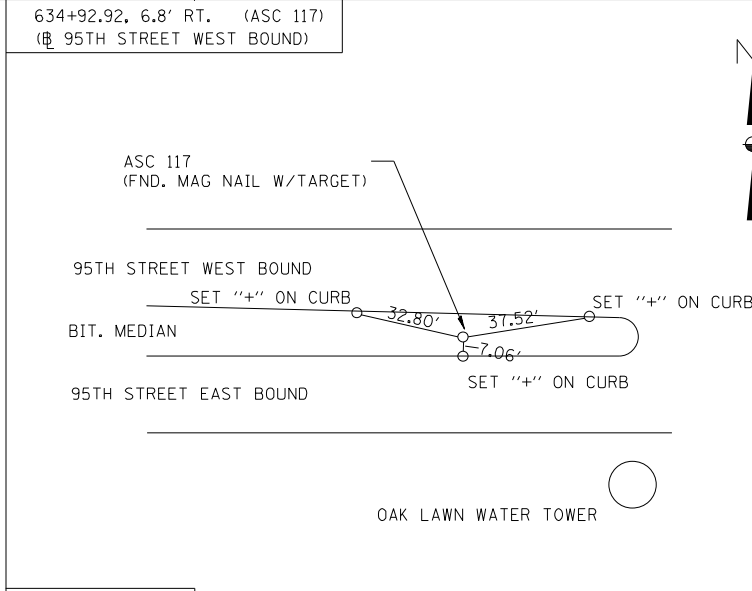 634+92.92, 6.8' RT. (ASC 117)
(℄ 95TH STREET WEST BOUND)
N
ASC 117
(FND. MAG NAIL W/TARGET)
95TH STREET WEST BOUND
SET "+" ON CURB
32.80'
37.52'
SET "+" ON CURB
BIT. MEDIAN
7.06'
SET "+" ON CURB
95TH STREET EAST BOUND
OAK LAWN WATER TOWER